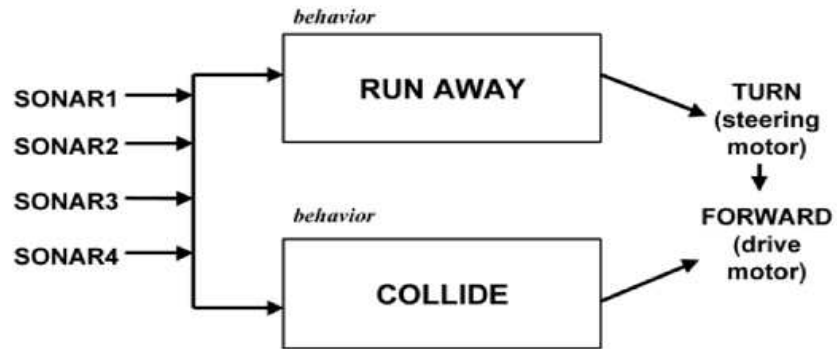 behavior
RUN AWAY
SONAR1
SONAR2
SONAR3
SONAR4
TURN
(steering
motor)
FORWARD
(drive
motor)
behavior
COLLIDE